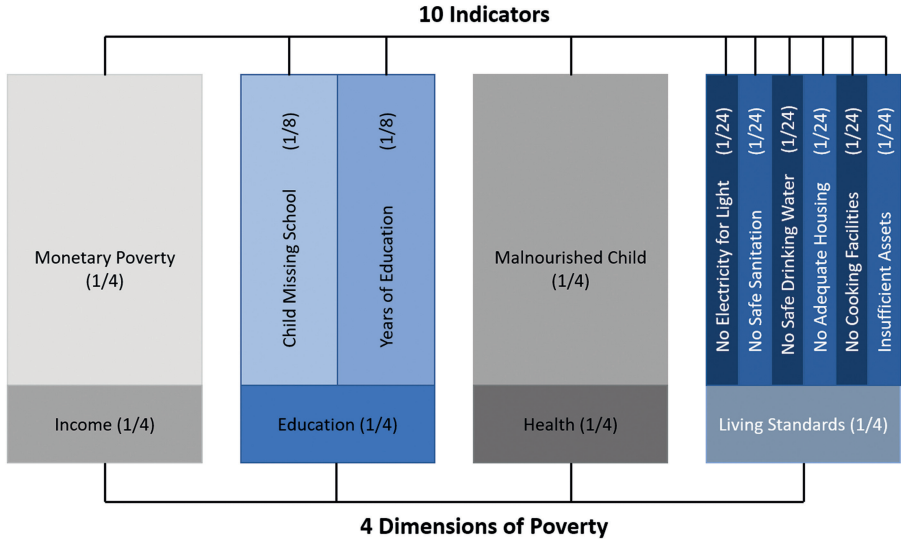 10 Indicators
Monetary Poverty
(1/4)
Child Missing School (1/8)
Years of Education (1/8)
Malnourished Child
(1/4)
No Electricity for Light (1/24)
No Safe Sanitation (1/24)
No Safe Drinking Water (1/24)
No Adequate Housing (1/24)
No Cooking Facilities (1/24)
Insufficient Assets (1/24)
Income (1/4)
Education (1/4)
Health (1/4)
Living Standards (1/4)
4 Dimensions of Poverty